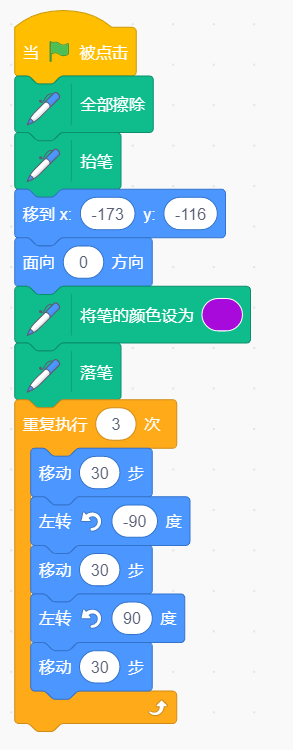 当 被点击
全部擦除
抬笔
移到 x: -173 y: -116
面向 0 方向
将笔的颜色设为
落笔
重复执行 3 次
移动 30 步
左转 -90 度
移动 30 步
左转 90 度
移动 30 步